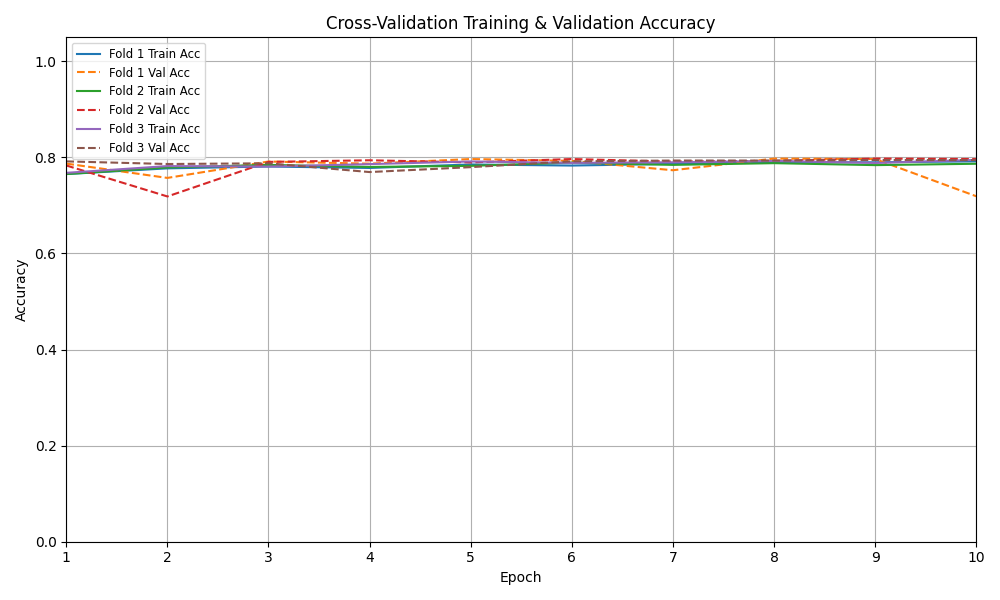 Cross-Validation Training & Validation Accuracy
Fold 1 Train Acc
Fold 1 Val Acc
Fold 2 Train Acc
Fold 2 Val Acc
Fold 3 Train Acc
Fold 3 Val Acc
1.0
0.8
0.6
0.4
0.2
0.0
Accuracy
1 2 3 4 5 6 7 8 9 10
Epoch